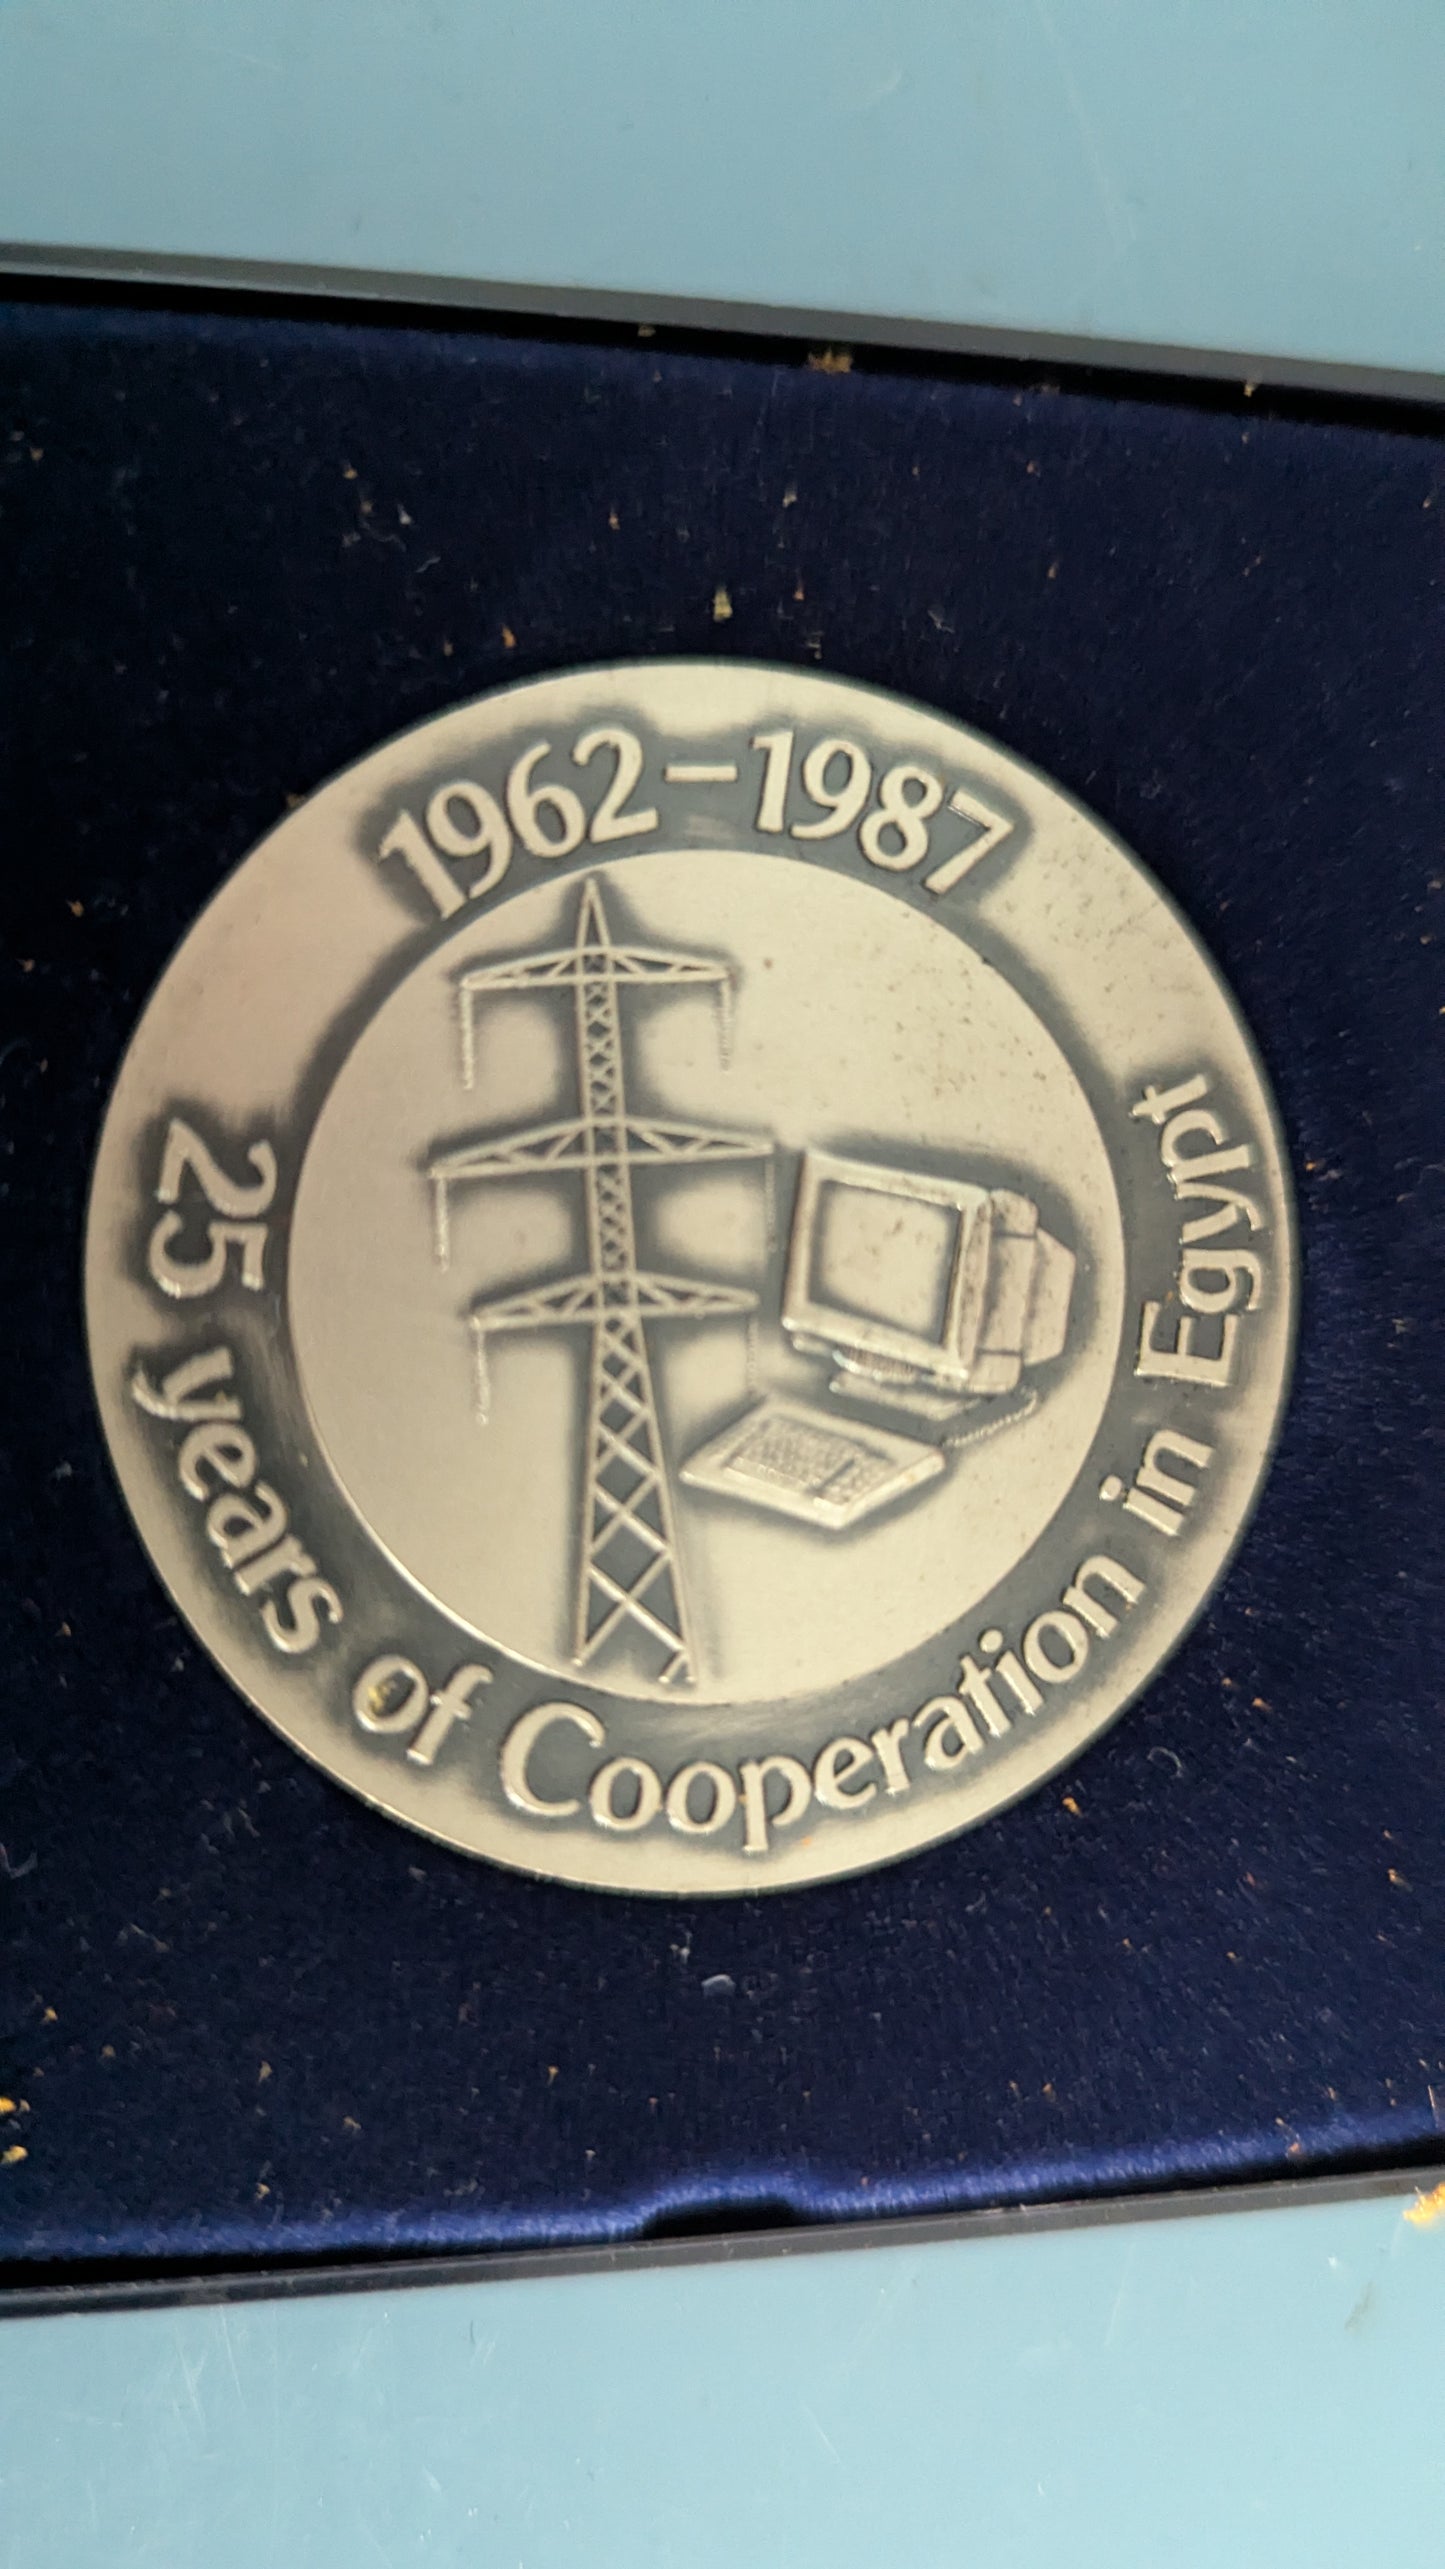 1962–1987
25 years of Cooperation in Egypt